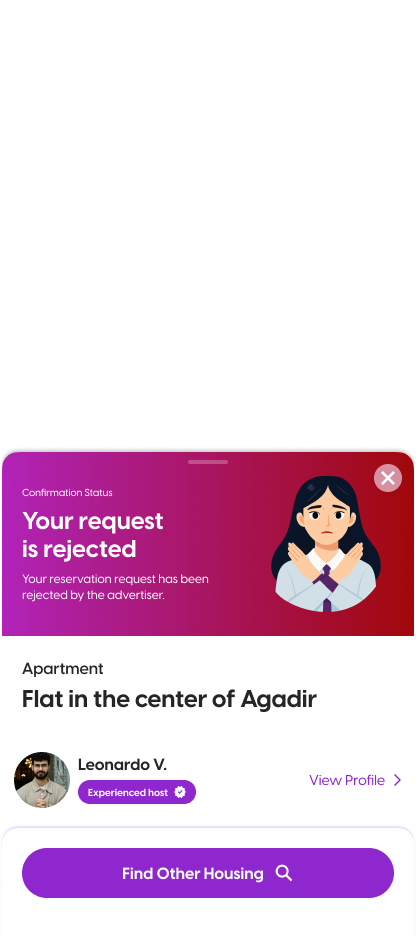 Confirmation Status
Your request
is rejected
Your reservation request has been
rejected by the advertiser.
Apartment
Flat in the center of Agadir
Leonardo V.
Experienced host
View Profile
Find Other Housing